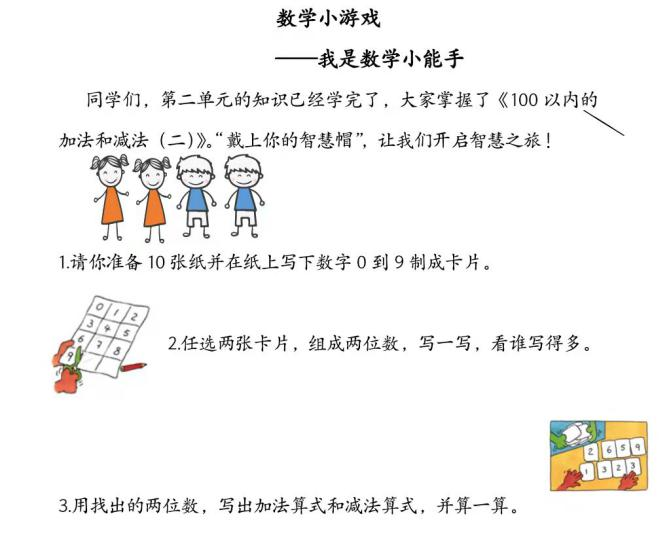 数学小游戏
——我是数学小能手
同学们，第二单元的知识已经学完了，大家掌握了《100 以内的
加法和减法（二）》。“戴上你的智慧帽”，让我们开启智慧之旅！
1.请你准备 10 张纸并在纸上写下数字 0 到 9 制成卡片。
0 1 2
3 4 5
6 7 8
9
2.任选两张卡片，组成两位数，写一写，看谁写得多。
2 6 5 9
1 3 2 3
3.用找出的两位数，写出加法算式和减法算式，并算一算。